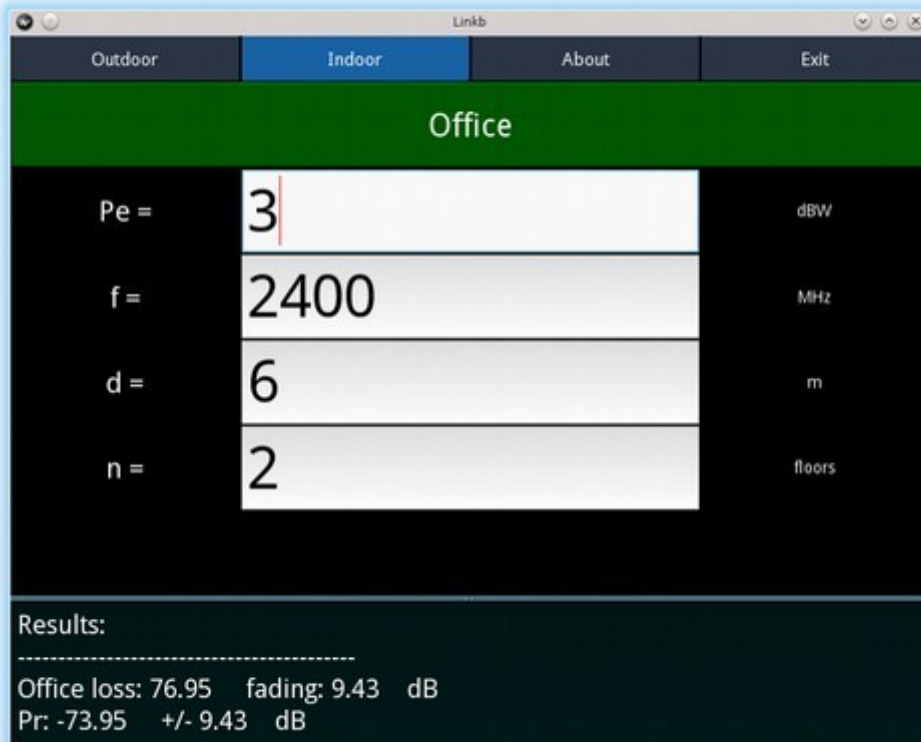 Linkb
Outdoor Indoor About Exit
Office
Pe = 3 dBW
f = 2400 MHz
d = 6 m
n = 2 floors
Results:
------------------------------------------
Office loss: 76.95 fading: 9.43 dB
Pr: -73.95 +/- 9.43 dB